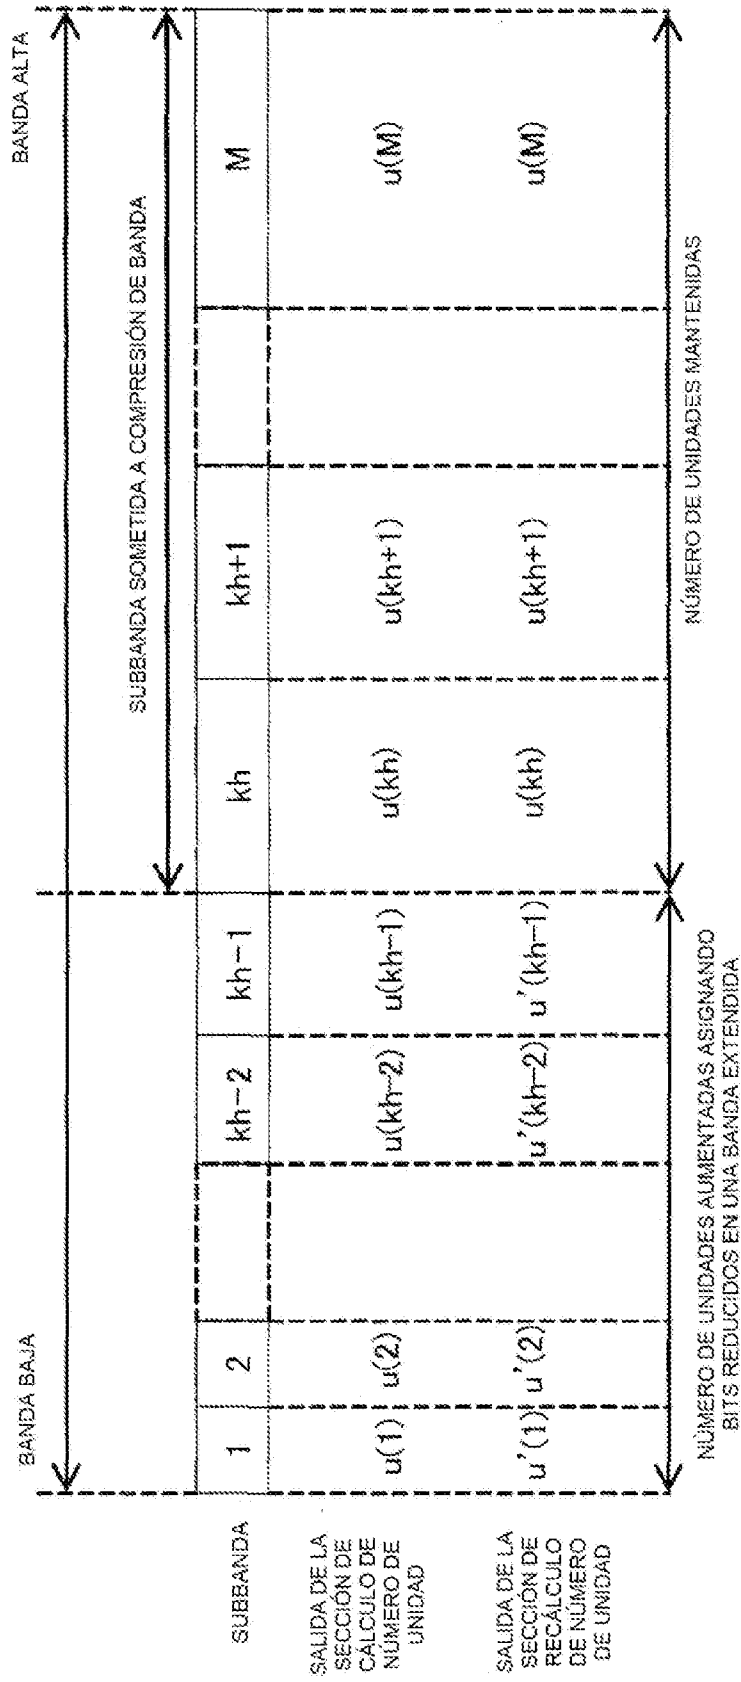 BANDA BAJA
BANDA ALTA
SUBBANDA SOMETIDA A COMPRESIÓN DE BANDA
SUBBANDA
1
2
kh-2
kh-1
kh
kh+1
M
SALIDA DE LA
SECCIÓN DE
CÁLCULO DE
NÚMERO DE
UNIDAD
u(1)
u(2)
u(kh-2)
u(kh-1)
u(kh)
u(kh+1)
u(M)
SALIDA DE LA
SECCIÓN DE
RECÁLCULO
DE NÚMERO
DE UNIDAD
u'(1)
u'(2)
u'(kh-2)
u'(kh-1)
u(kh)
u(kh+1)
u(M)
NÚMERO DE UNIDADES AUMENTADAS ASIGNANDO
BITS REDUCIDOS EN UNA BANDA EXTENDIDA
NÚMERO DE UNIDADES MANTENIDAS